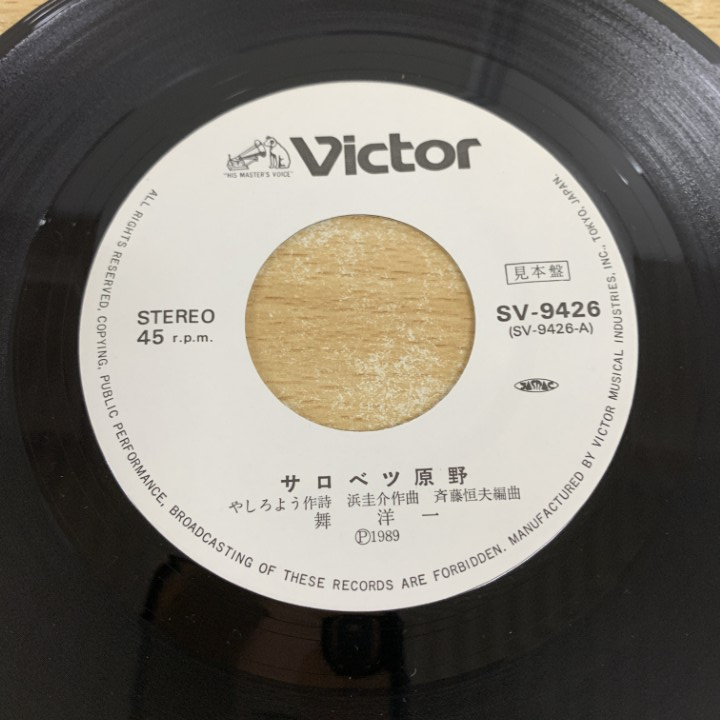 Victor
"HIS MASTER'S VOICE"
見本盤
STEREO
45 r.p.m.
SV-9426
(SV-9426-A)
JASRAC
サロベツ原野
やしろよう作詩 浜圭介作曲 斉藤恒夫編曲
舞洋一
Ⓟ1989
ALL RIGHTS RESERVED, COPYING, PUBLIC PERFORMANCE, BROADCASTING OF THESE RECORDS ARE FORBIDDEN. MANUFACTURED BY VICTOR MUSICAL INDUSTRIES, INC., TOKYO, JAPAN.